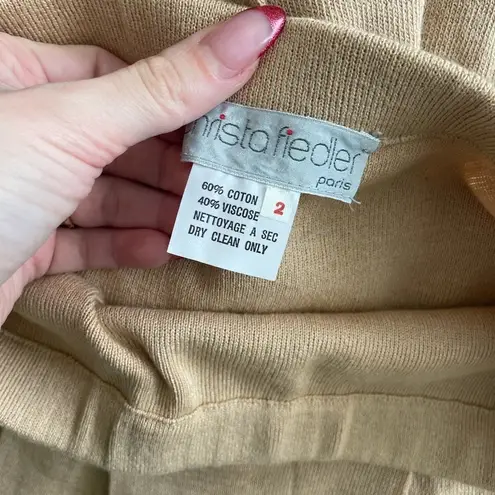 christa fiedler
paris
60% COTON
40% VISCOSE
2
NETTOYAGE A SEC
DRY CLEAN ONLY